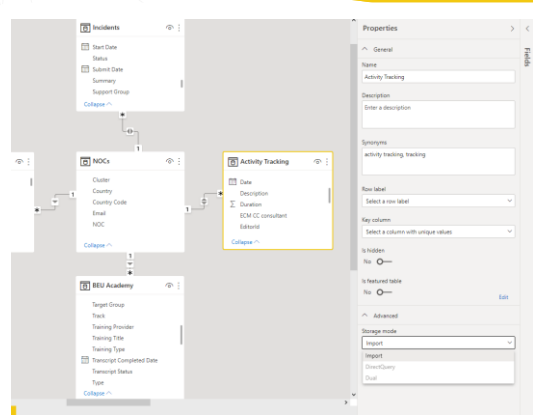 Incidents
Start Date
Status
Submit Date
Summary
Support Group
Collapse
*
1
NOCs
Cluster
Country
Country Code
Email
NOC
Collapse
*
1
1
*
1
*
Activity Tracking
Date
Description
Duration
ECM CC consultant
EditorId
Collapse
BEU Academy
Target Group
Track
Training Provider
Training Title
Training Type
Transcript Completed Date
Transcript Status
Type
Collapse
Properties
General
Name
Activity Tracking
Description
Enter a description
Synonyms
activity tracking, tracking
Row label
Select a row label
Key column
Select a column with unique values
Is hidden
No
Is featured table
No
Edit
Advanced
Storage mode
Import
Import
DirectQuery
Dual
Fields